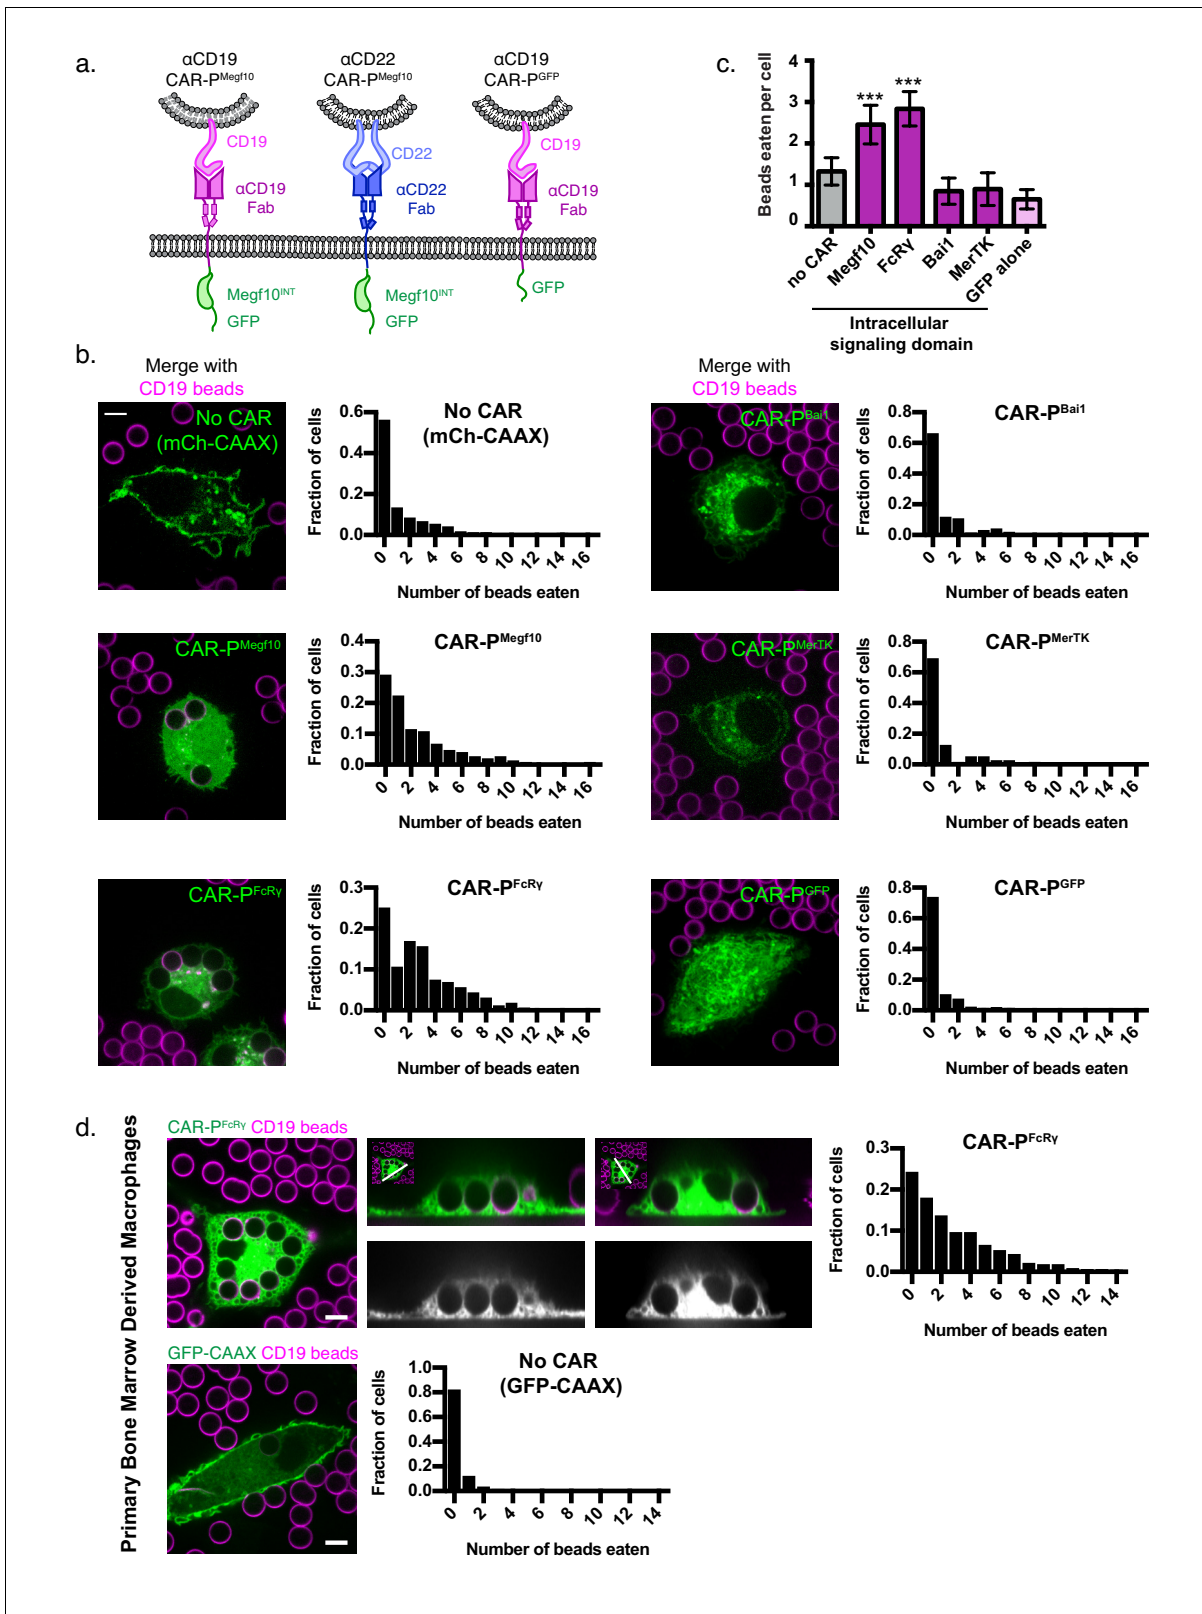 a.
αCD19
CAR-P^Megf10
αCD22
CAR-P^Megf10
αCD19
CAR-P^GFP
CD19
CD22
CD19
αCD19
Fab
αCD22
Fab
αCD19
Fab
Megf10^INT
GFP
Megf10^INT
GFP
GFP
c.
Beads eaten per cell
4
3
2
1
0
***
***
no CAR
Megf10
FcRγ
Bai1
MerTK
GFP alone
Intracellular
signaling domain
b.
Merge with
CD19 beads
No CAR
(mCh-CAAX)
Fraction of cells
0.6
0.4
0.2
0.0
No CAR
(mCh-CAAX)
0 2 4 6 8 10 12 14 16
Number of beads eaten
Merge with
CD19 beads
CAR-P^Bai1
Fraction of cells
0.8
0.6
0.4
0.2
0.0
CAR-P^Bai1
0 2 4 6 8 10 12 14 16
Number of beads eaten
CAR-P^Megf10
Fraction of cells
0.4
0.3
0.2
0.1
0.0
CAR-P^Megf10
0 2 4 6 8 10 12 14 16
Number of beads eaten
CAR-P^MerTK
Fraction of cells
0.8
0.6
0.4
0.2
0.0
CAR-P^MerTK
0 2 4 6 8 10 12 14 16
Number of beads eaten
CAR-P^FcRγ
Fraction of cells
0.3
0.2
0.1
0.0
CAR-P^FcRγ
0 2 4 6 8 10 12 14 16
Number of beads eaten
CAR-P^GFP
Fraction of cells
0.8
0.6
0.4
0.2
0.0
CAR-P^GFP
0 2 4 6 8 10 12 14 16
Number of beads eaten
d.
Primary Bone Marrow Derived Macrophages
CAR-P^FcRγ CD19 beads
Fraction of cells
0.3
0.2
0.1
0.0
CAR-P^FcRγ
0 2 4 6 8 10 12 14
Number of beads eaten
GFP-CAAX CD19 beads
Fraction of cells
1.0
0.8
0.6
0.4
0.2
0.0
No CAR
(GFP-CAAX)
0 2 4 6 8 10 12 14
Number of beads eaten